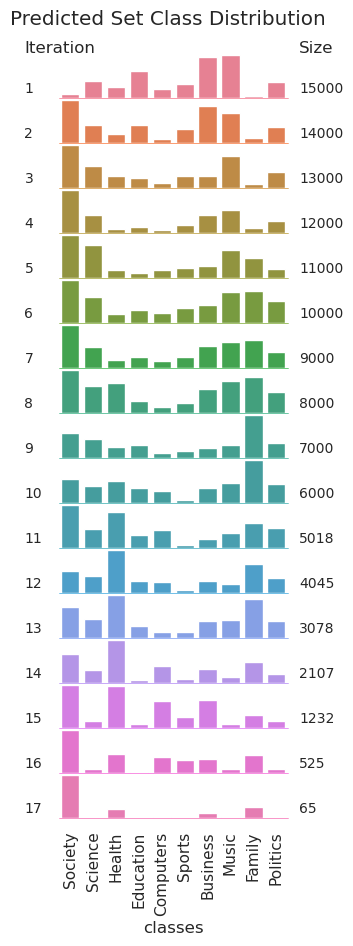 Predicted Set Class Distribution
Iteration Size
1 15000
2 14000
3 13000
4 12000
5 11000
6 10000
7 9000
8 8000
9 7000
10 6000
11 5018
12 4045
13 3078
14 2107
15 1232
16 525
17 65
Society
Science
Health
Education
Computers
Sports
Business
Music
Family
Politics
classes